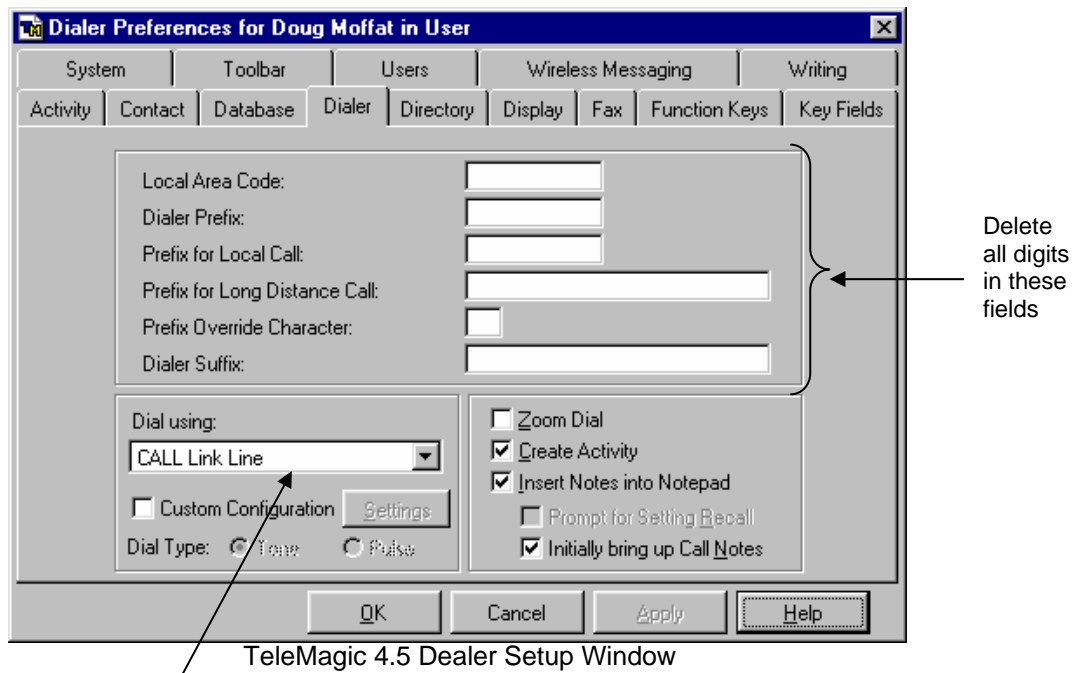 Dialer Preferences for Doug Moffat in User
System Toolbar Users Wireless Messaging Writing
Activity Contact Database Dialer Directory Display Fax Function Keys Key Fields
Local Area Code:
Dialer Prefix:
Prefix for Local Call:
Prefix for Long Distance Call:
Prefix Override Character:
Dialer Suffix:
Delete
all digits
in these
fields
Dial using:
CALL Link Line
Custom Configuration Settings
Dial Type: Tone Pulse
Zoom Dial
Create Activity
Insert Notes into Notepad
Prompt for Setting Recall
Initially bring up Call Notes
OK Cancel Apply Help
TeleMagic 4.5 Dealer Setup Window